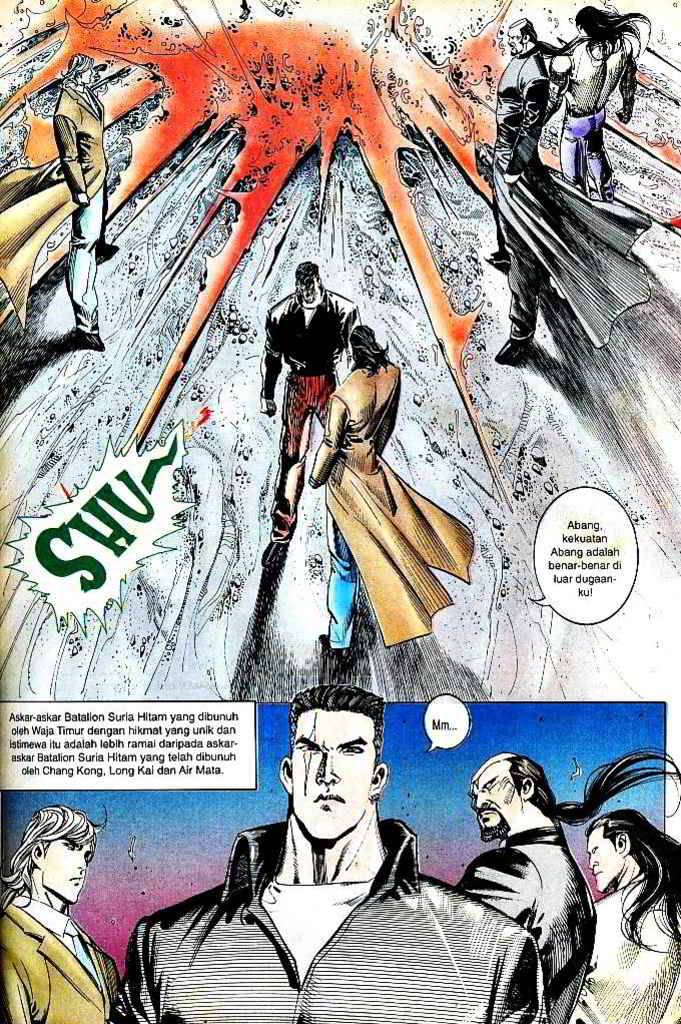 SHU~
Abang,
kekuatan
Abang adalah
benar-benar di
luar dugaan-
ku!
Askar-askar Batalion Suria Hitam yang dibunuh
oleh Waja Timur dengan hikmat yang unik dan
istimewa itu adalah lebih ramai daripada askar-
askar Batalion Suria Hitam yang telah dibunuh
oleh Chang Kong, Long Kai dan Air Mata.
Mm...